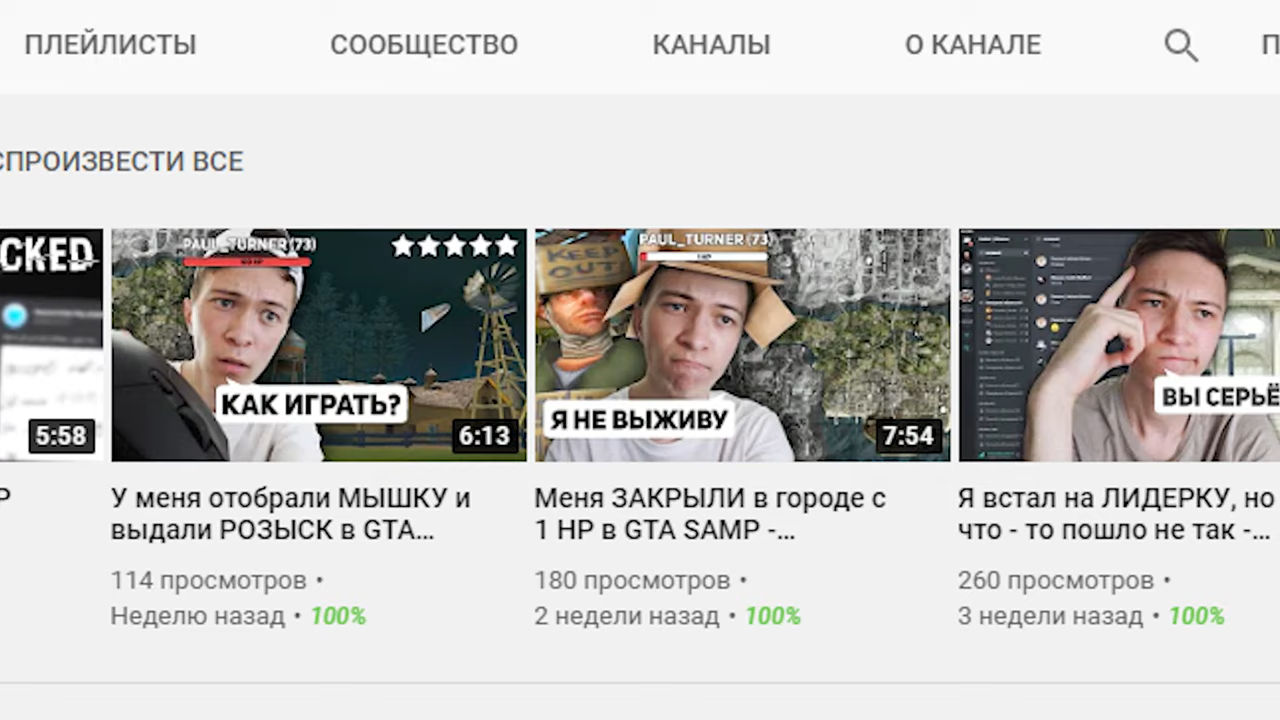 ПЛЕЙЛИСТЫ СООБЩЕСТВО КАНАЛЫ О КАНАЛЕ
СПРОИЗВЕСТИ ВСЕ
CKED
PAUL_TURNER (73)
PAUL_TURNER (73)
KEEP
OUT
КАК ИГРАТЬ?
Я НЕ ВЫЖИВУ
ВЫ СЕРЬЁ
5:58
6:13
7:54
У меня отобрали МЫШКУ и
выдали РОЗЫСК в GTA...
114 просмотров •
Неделю назад • 100%
Меня ЗАКРЫЛИ в городе с
1 HP в GTA SAMP -...
180 просмотров •
2 недели назад • 100%
Я встал на ЛИДЕРКУ, но
что - то пошло не так -...
260 просмотров •
3 недели назад • 100%